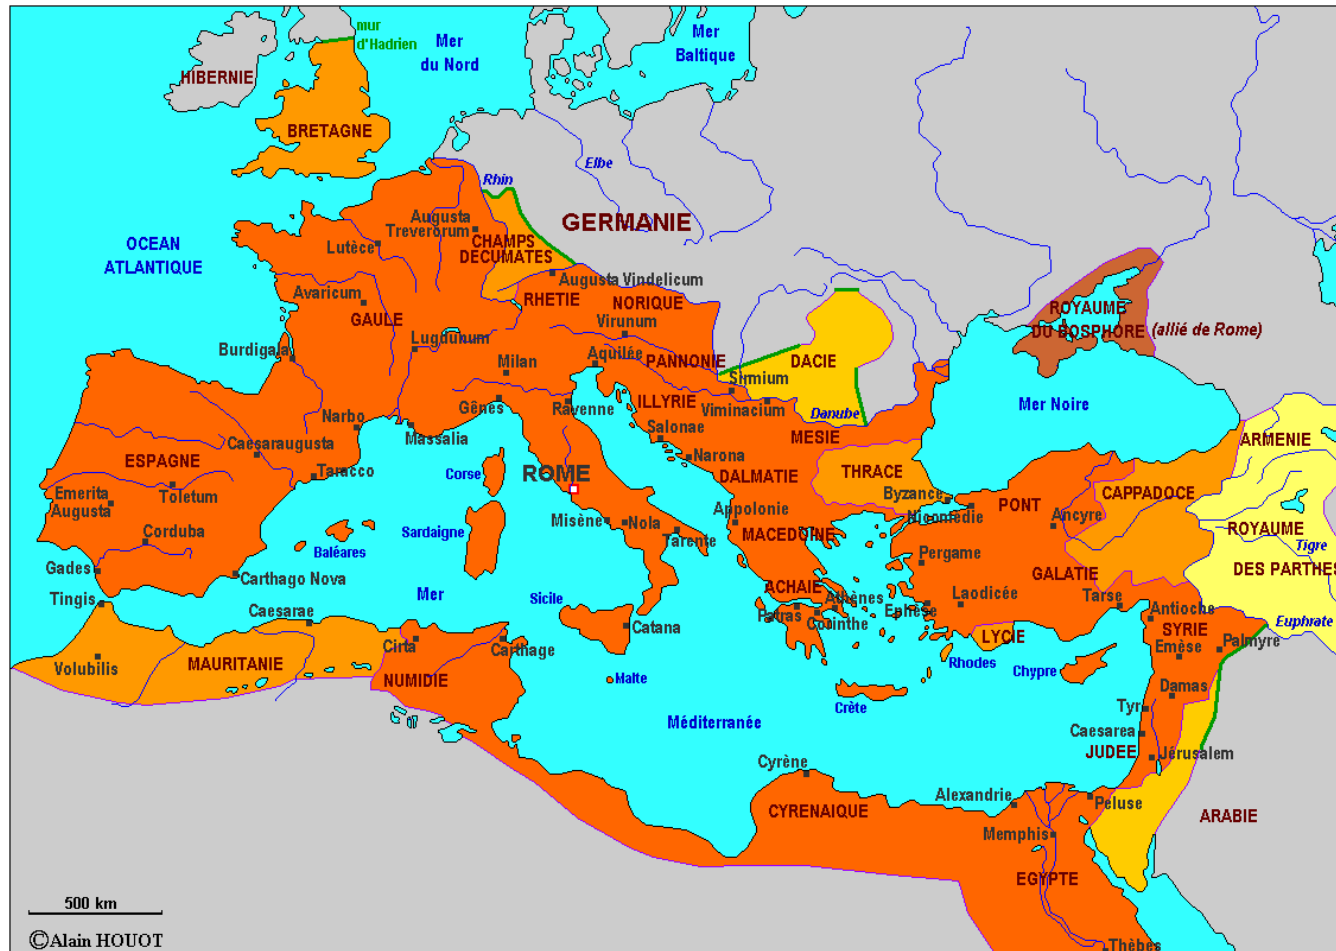 mur
d'Hadrien
Mer
du Nord
Mer
Baltique
HIBERNIE
BRETAGNE
Elbe
Rhin
GERMANIE
OCEAN
ATLANTIQUE
Augusta
Treverorum
Lutèce
CHAMPS
DECUMATES
Augusta Vindelicum
Avaricum
RHETIE
NORIQUE
GAULE
Virunum
ROYAUME
DU BOSPHORE
(allié de Rome)
Lugdunum
Burdigala
Milan
Aquilée
PANNONIE
DACIE
Sirmium
Gênes
Ravenne
ILLYRIE
Viminacium
Danube
Mer Noire
Narbo
Massalia
Salonae
MESIE
Caesaraugusta
ARMENIE
ESPAGNE
Taracco
Corse
ROME
Narona
DALMATIE
THRACE
Byzance
CAPPADOCE
Emerita
Augusta
Toletum
Nicomédie
PONT
Ancyre
ROYAUME
DES PARTHES
Tigre
Corduba
Baléares
Sardaigne
Misène
Nola
Tarente
Appolonie
MACEDOINE
Pergame
Gades
Carthago Nova
GALATIE
Tingis
Caesarae
Mer
Sicile
Catana
ACHAIE
Athènes
Patras
Corinthe
Ephèse
Laodicée
Tarse
Antioche
SYRIE
Euphrate
Volubilis
MAURITANIE
Cirta
Carthage
NUMIDIE
Malte
LYCIE
Rhodes
Chypre
Emèse
Palmyre
Crète
Damas
Méditerranée
Tyr
Caesarea
JUDEE
Jérusalem
Cyrène
CYRENAIQUE
Alexandrie
Peluse
ARABIE
Memphis
EGYPTE
Thèbes
500 km
©Alain HOUOT